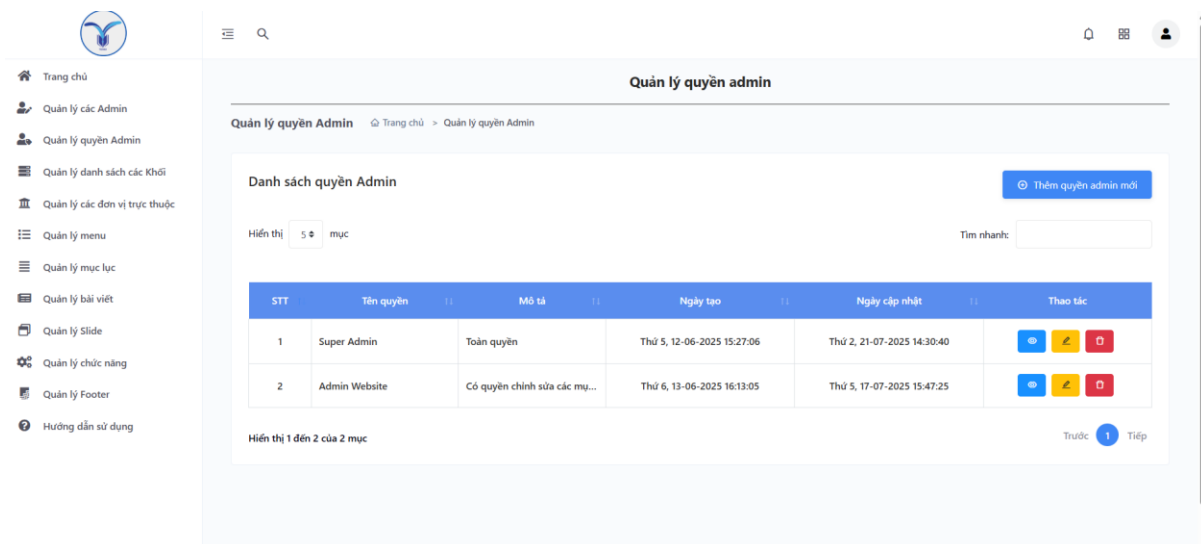 Trang chủ
Quản lý các Admin
Quản lý quyền Admin
Quản lý danh sách các Khối
Quản lý các đơn vị trực thuộc
Quản lý menu
Quản lý mục lục
Quản lý bài viết
Quản lý Slide
Quản lý chức năng
Quản lý Footer
Hướng dẫn sử dụng
Quản lý quyền admin
Quản lý quyền Admin Trang chủ > Quản lý quyền Admin
Danh sách quyền Admin
Thêm quyền admin mới
Hiển thị 5 mục
Tìm nhanh:
STT Tên quyền Mô tả Ngày tạo Ngày cập nhật Thao tác
1 Super Admin Toàn quyền Thứ 5, 12-06-2025 15:27:06 Thứ 2, 21-07-2025 14:30:40
2 Admin Website Có quyền chỉnh sửa các mụ... Thứ 6, 13-06-2025 16:13:05 Thứ 5, 17-07-2025 15:47:25
Hiển thị 1 đến 2 của 2 mục
Trước 1 Tiếp